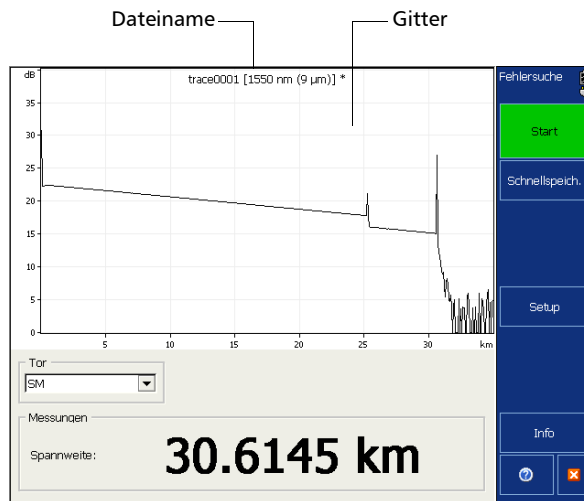 Dateiname
Gitter
dB
trace0001 [1550 nm (9 µm)] *
35
30
25
20
15
10
5
0
5 10 15 20 25 30 km
Fehlersuche
Start
Schnellspeich.
Setup
Info
Tor
SM
Messungen
Spannweite: 30.6145 km